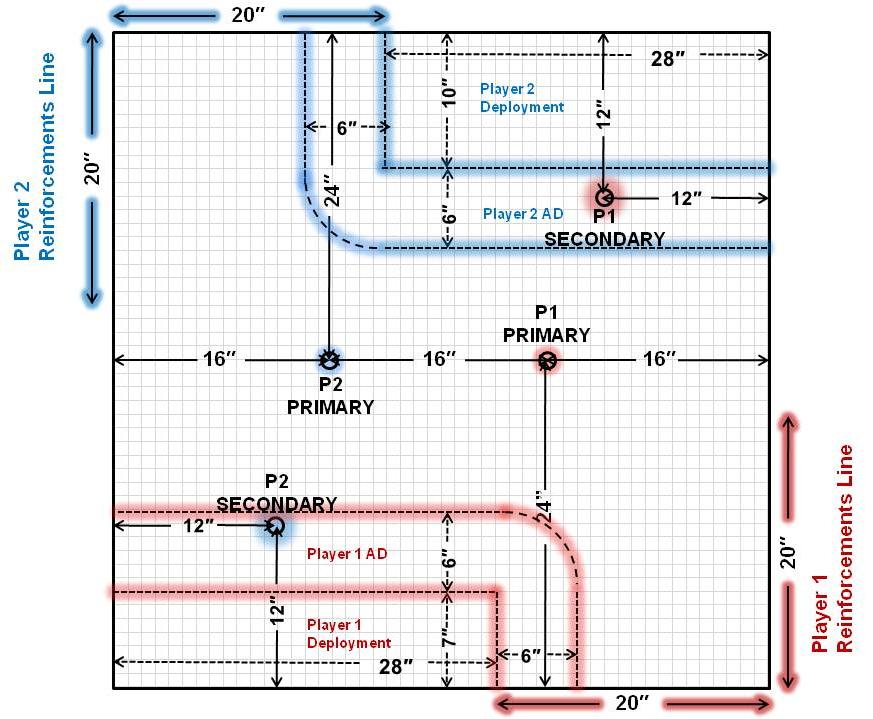 20″
28″
Player 2
Reinforcements Line
20″
10″
Player 2
Deployment
12″
6″
24″
6″
Player 2 AD
12″
P1
SECONDARY
P1
PRIMARY
16″
16″
16″
P2
PRIMARY
P2
SECONDARY
12″
24″
Player 1 AD
6″
12″
Player 1
Deployment
7″
28″
6″
20″
Player 1
Reinforcements Line
20″